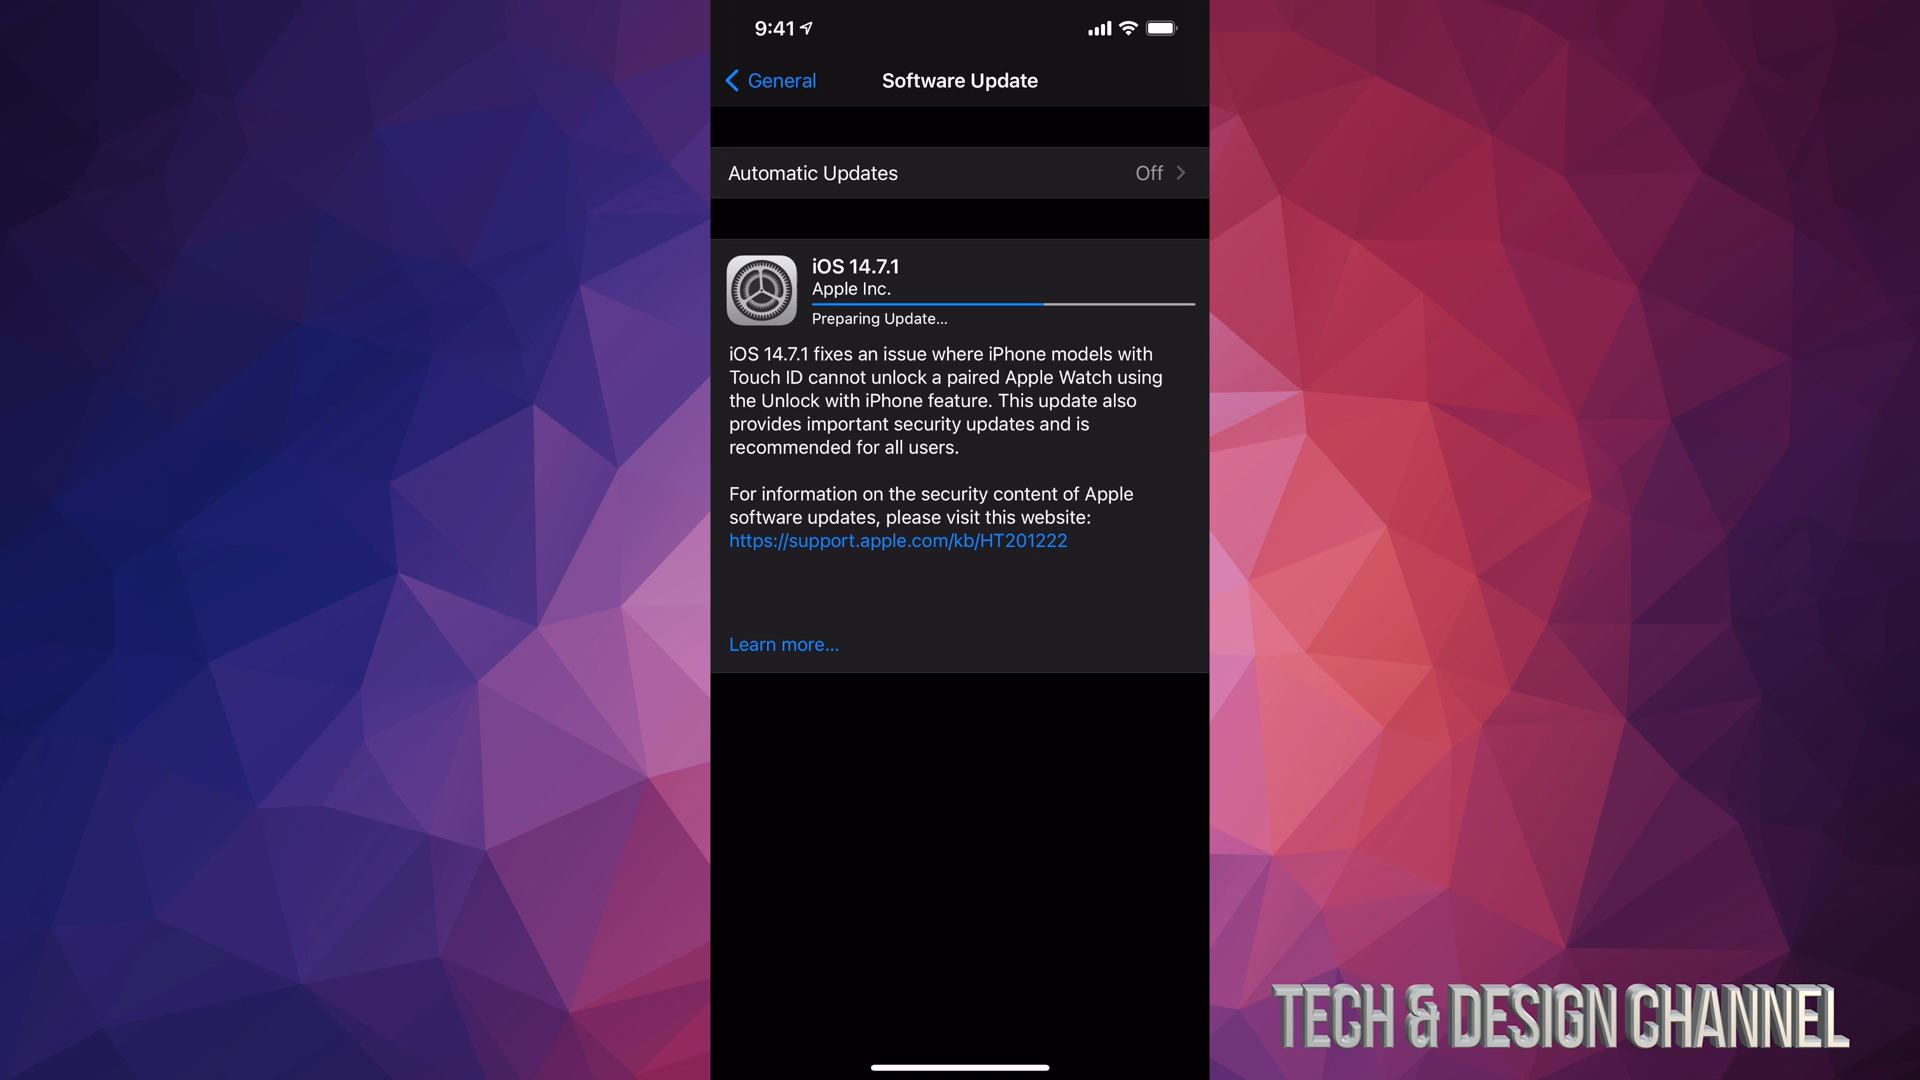 9:41
General
Software Update
Automatic Updates
Off
iOS 14.7.1
Apple Inc.
Preparing Update...
iOS 14.7.1 fixes an issue where iPhone models with
Touch ID cannot unlock a paired Apple Watch using
the Unlock with iPhone feature. This update also
provides important security updates and is
recommended for all users.
For information on the security content of Apple
software updates, please visit this website:
https://support.apple.com/kb/HT201222
Learn more...
TECH & DESIGN CHANNEL